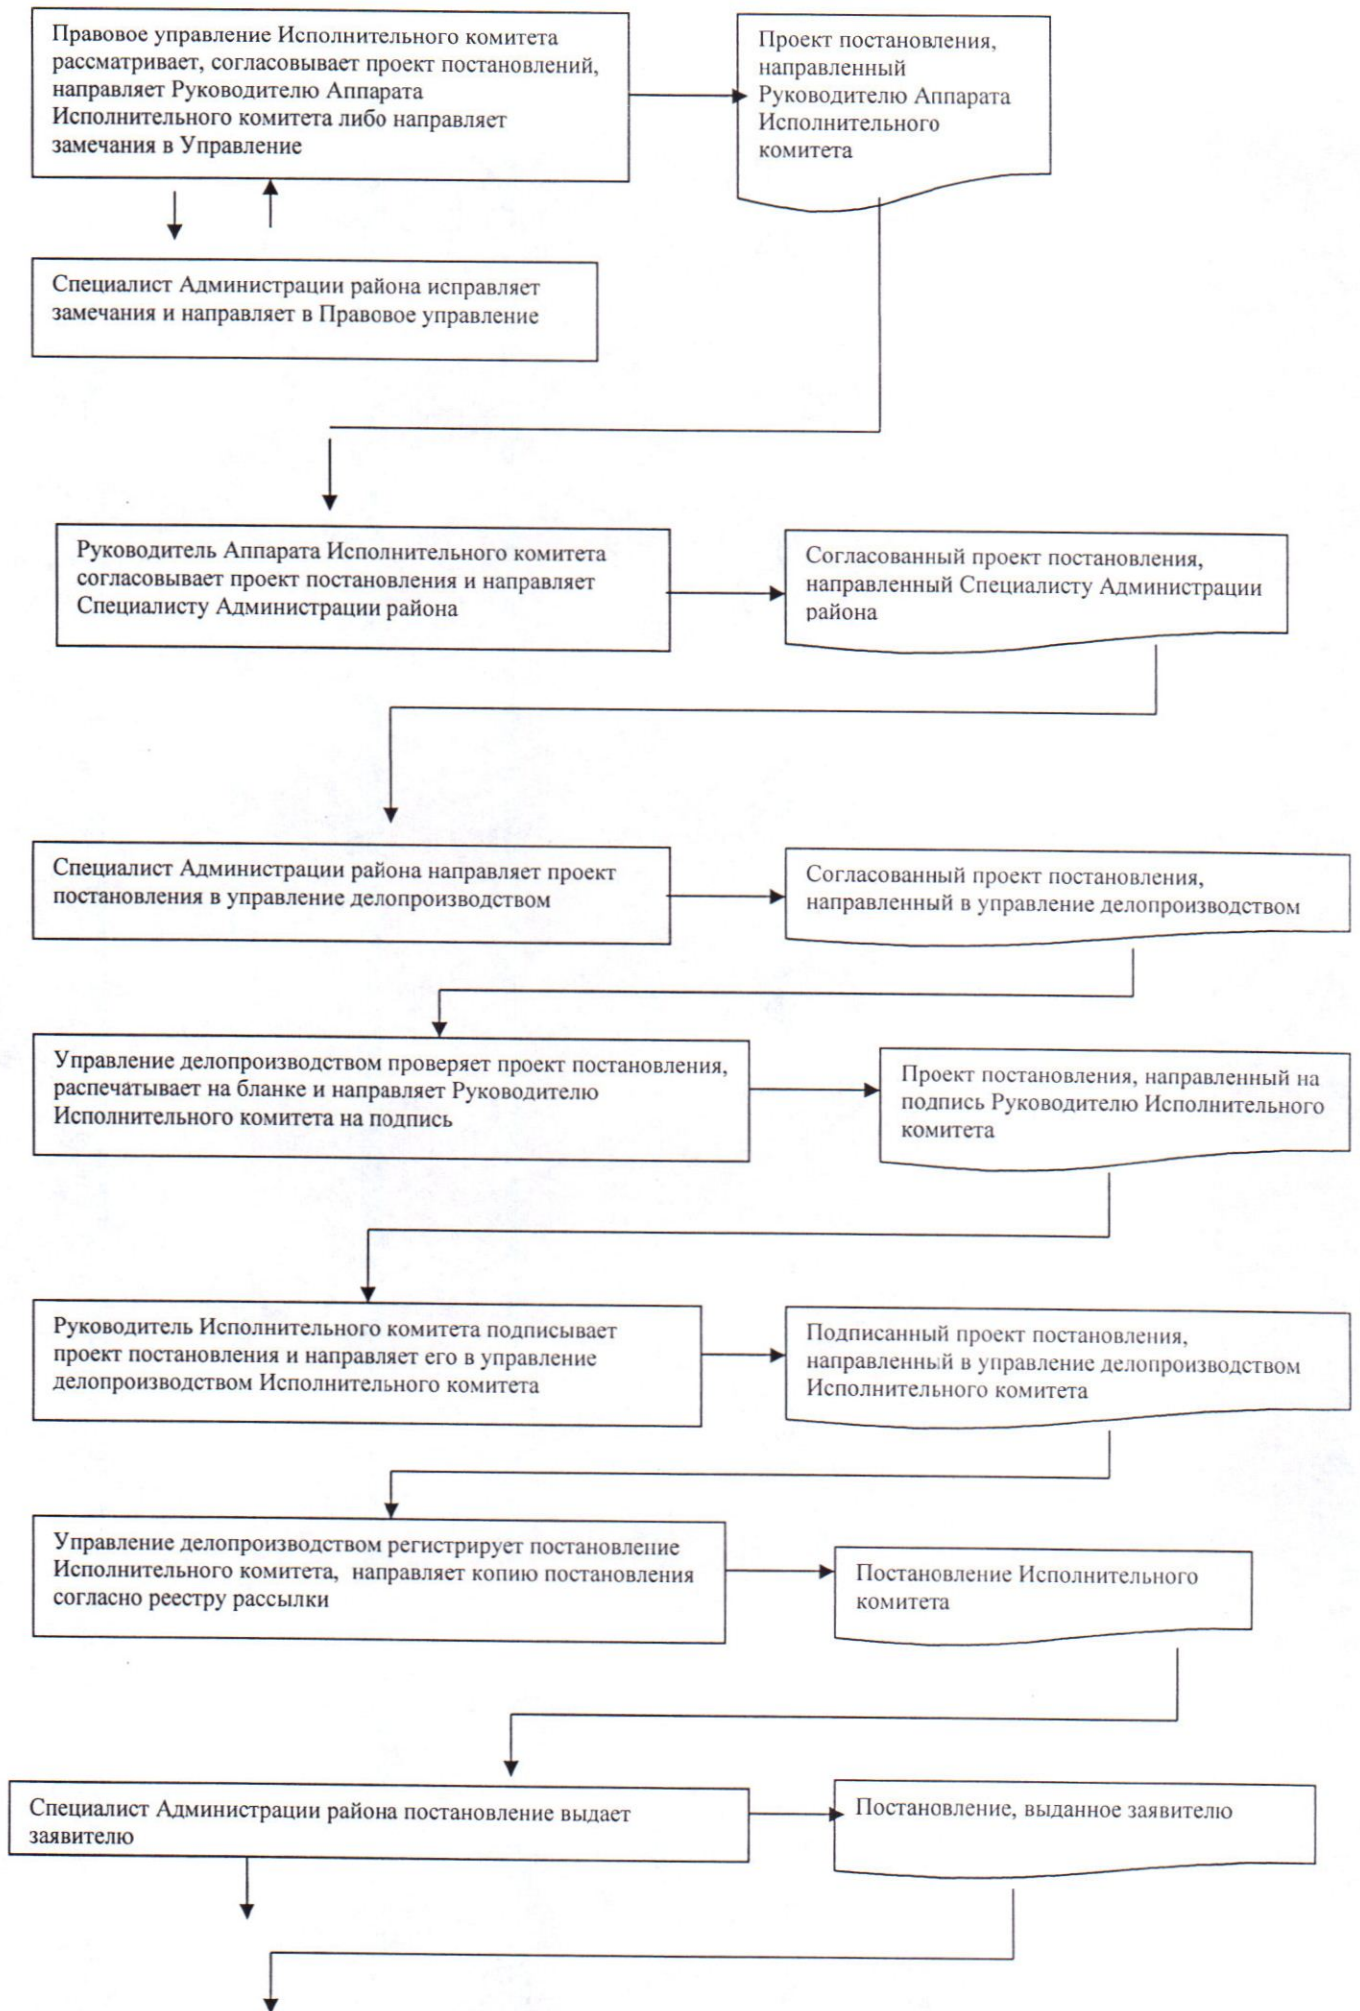 Правовое управление Исполнительного комитета
рассматривает, согласовывает проект постановлений,
направляет Руководителю Аппарата
Исполнительного комитета либо направляет
замечания в Управление
Проект постановления,
направленный
Руководителю Аппарата
Исполнительного
комитета
Специалист Администрации района исправляет
замечания и направляет в Правовое управление
Руководитель Аппарата Исполнительного комитета
согласовывает проект постановления и направляет
Специалисту Администрации района
Согласованный проект постановления,
направленный Специалисту Администрации
района
Специалист Администрации района направляет проект
постановления в управление делопроизводством
Согласованный проект постановления,
направленный в управление делопроизводством
Управление делопроизводством проверяет проект постановления,
распечатывает на бланке и направляет Руководителю
Исполнительного комитета на подпись
Проект постановления, направленный на
подпись Руководителю Исполнительного
комитета
Руководитель Исполнительного комитета подписывает
проект постановления и направляет его в управление
делопроизводством Исполнительного комитета
Подписанный проект постановления,
направленный в управление делопроизводством
Исполнительного комитета
Управление делопроизводством регистрирует постановление
Исполнительного комитета, направляет копию постановления
согласно реестру рассылки
Постановление Исполнительного
комитета
Специалист Администрации района постановление выдает
заявителю
Постановление, выданное заявителю